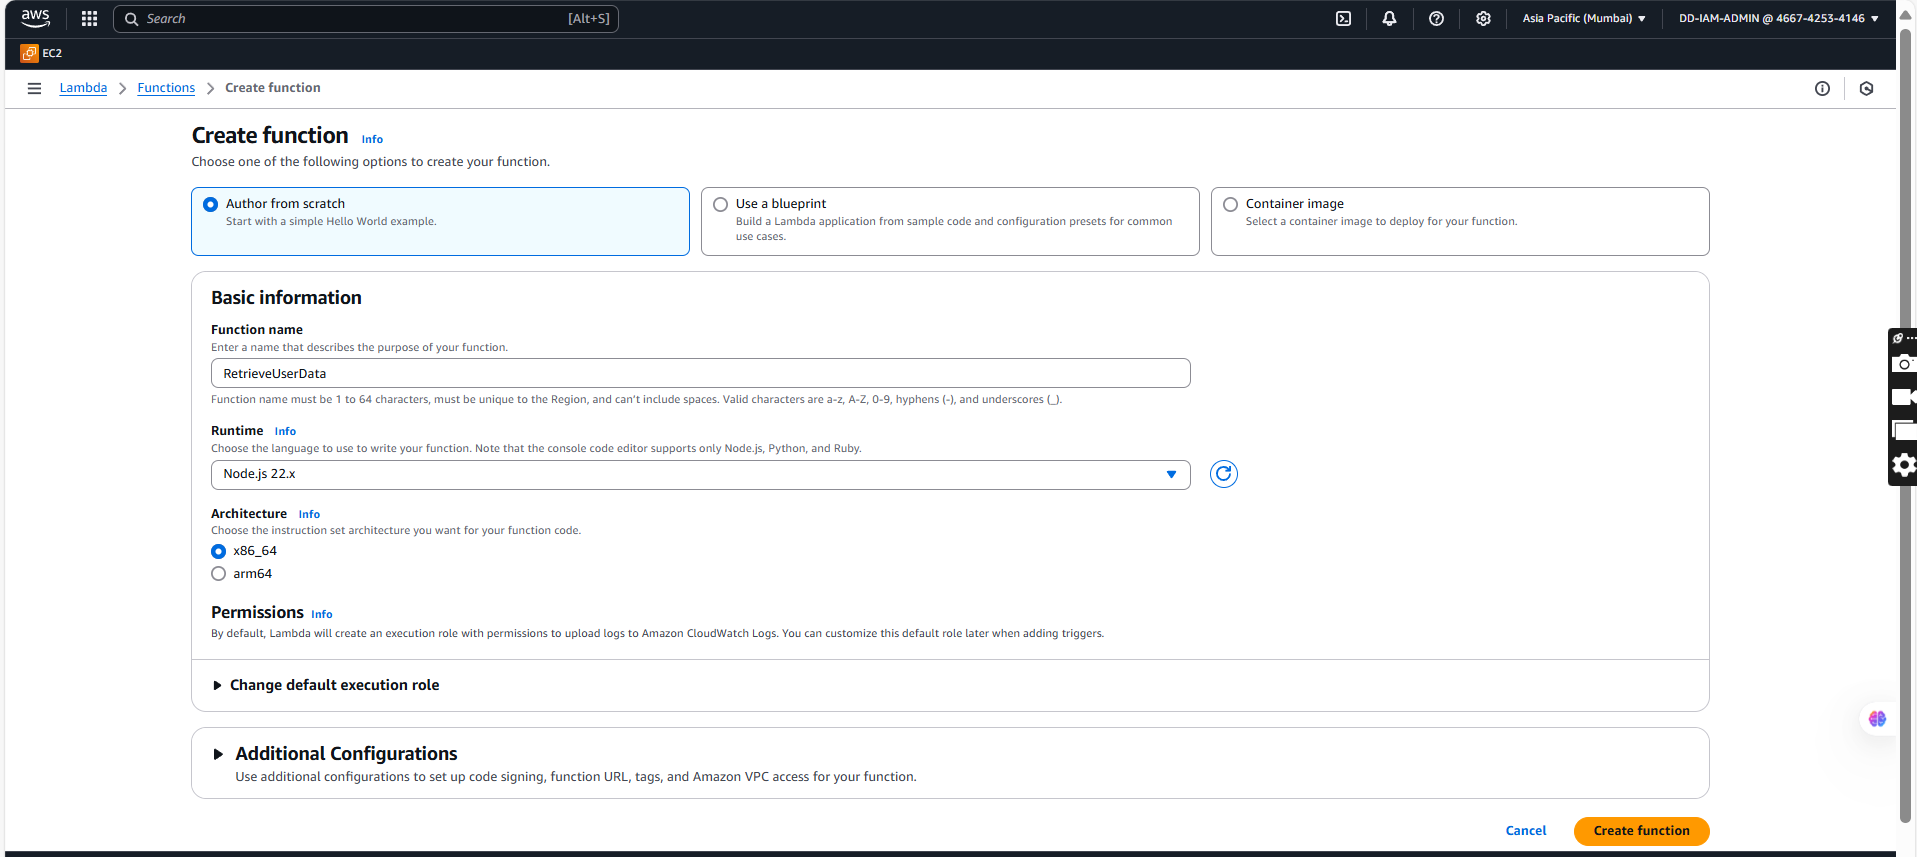 aws
Search [Alt+S]
Asia Pacific (Mumbai)
DD-IAM-ADMIN @ 4667-4253-4146
EC2
Lambda
Functions
Create function
Create function Info
Choose one of the following options to create your function.
Author from scratch
Start with a simple Hello World example.
Use a blueprint
Build a Lambda application from sample code and configuration presets for common
use cases.
Container image
Select a container image to deploy for your function.
Basic information
Function name
Enter a name that describes the purpose of your function.
RetrieveUserData
Function name must be 1 to 64 characters, must be unique to the Region, and can't include spaces. Valid characters are a-z, A-Z, 0-9, hyphens (-), and underscores (_).
Runtime Info
Choose the language to use to write your function. Note that the console code editor supports only Node.js, Python, and Ruby.
Node.js 22.x
Architecture Info
Choose the instruction set architecture you want for your function code.
x86_64
arm64
Permissions Info
By default, Lambda will create an execution role with permissions to upload logs to Amazon CloudWatch Logs. You can customize this default role later when adding triggers.
Change default execution role
Additional Configurations
Use additional configurations to set up code signing, function URL, tags, and Amazon VPC access for your function.
Cancel
Create function